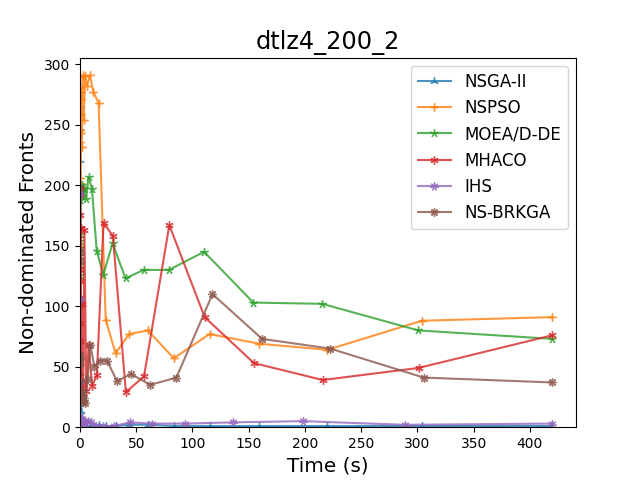 dtlz4_200_2
Non-dominated Fronts
300
250
200
150
100
50
0
NSGA-II
NSPSO
MOEA/D-DE
MHACO
IHS
NS-BRKGA
0 50 100 150 200 250 300 350 400
Time (s)